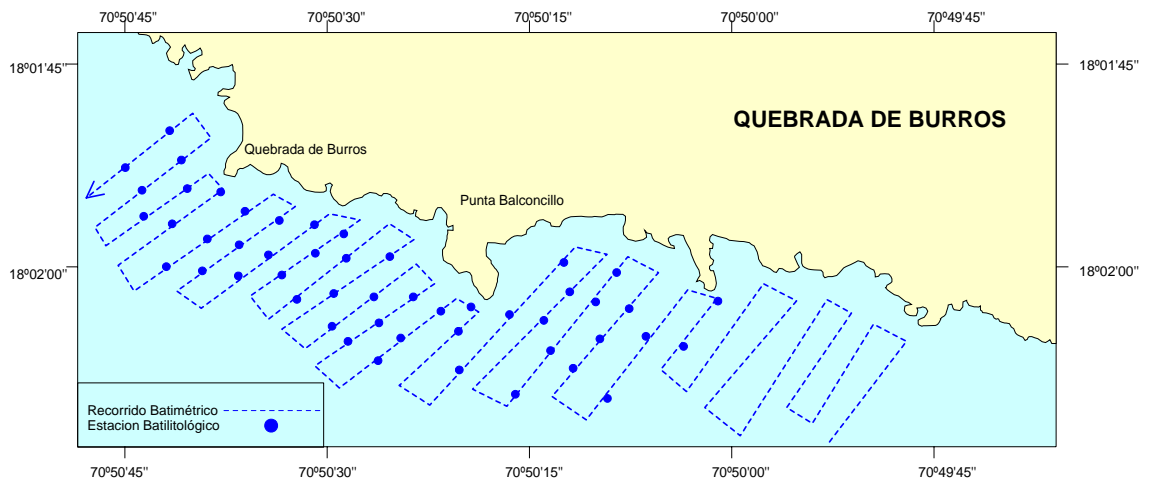 70º50'45'' 70º50'30'' 70º50'15'' 70º50'00'' 70º49'45''
18º01'45'' 18º01'45''
QUEBRADA DE BURROS
Quebrada de Burros
Punta Balconcillo
18º02'00'' 18º02'00''
Recorrido Batimétrico
Estacion Batilitológico
70º50'45'' 70º50'30'' 70º50'15'' 70º50'00'' 70º49'45''